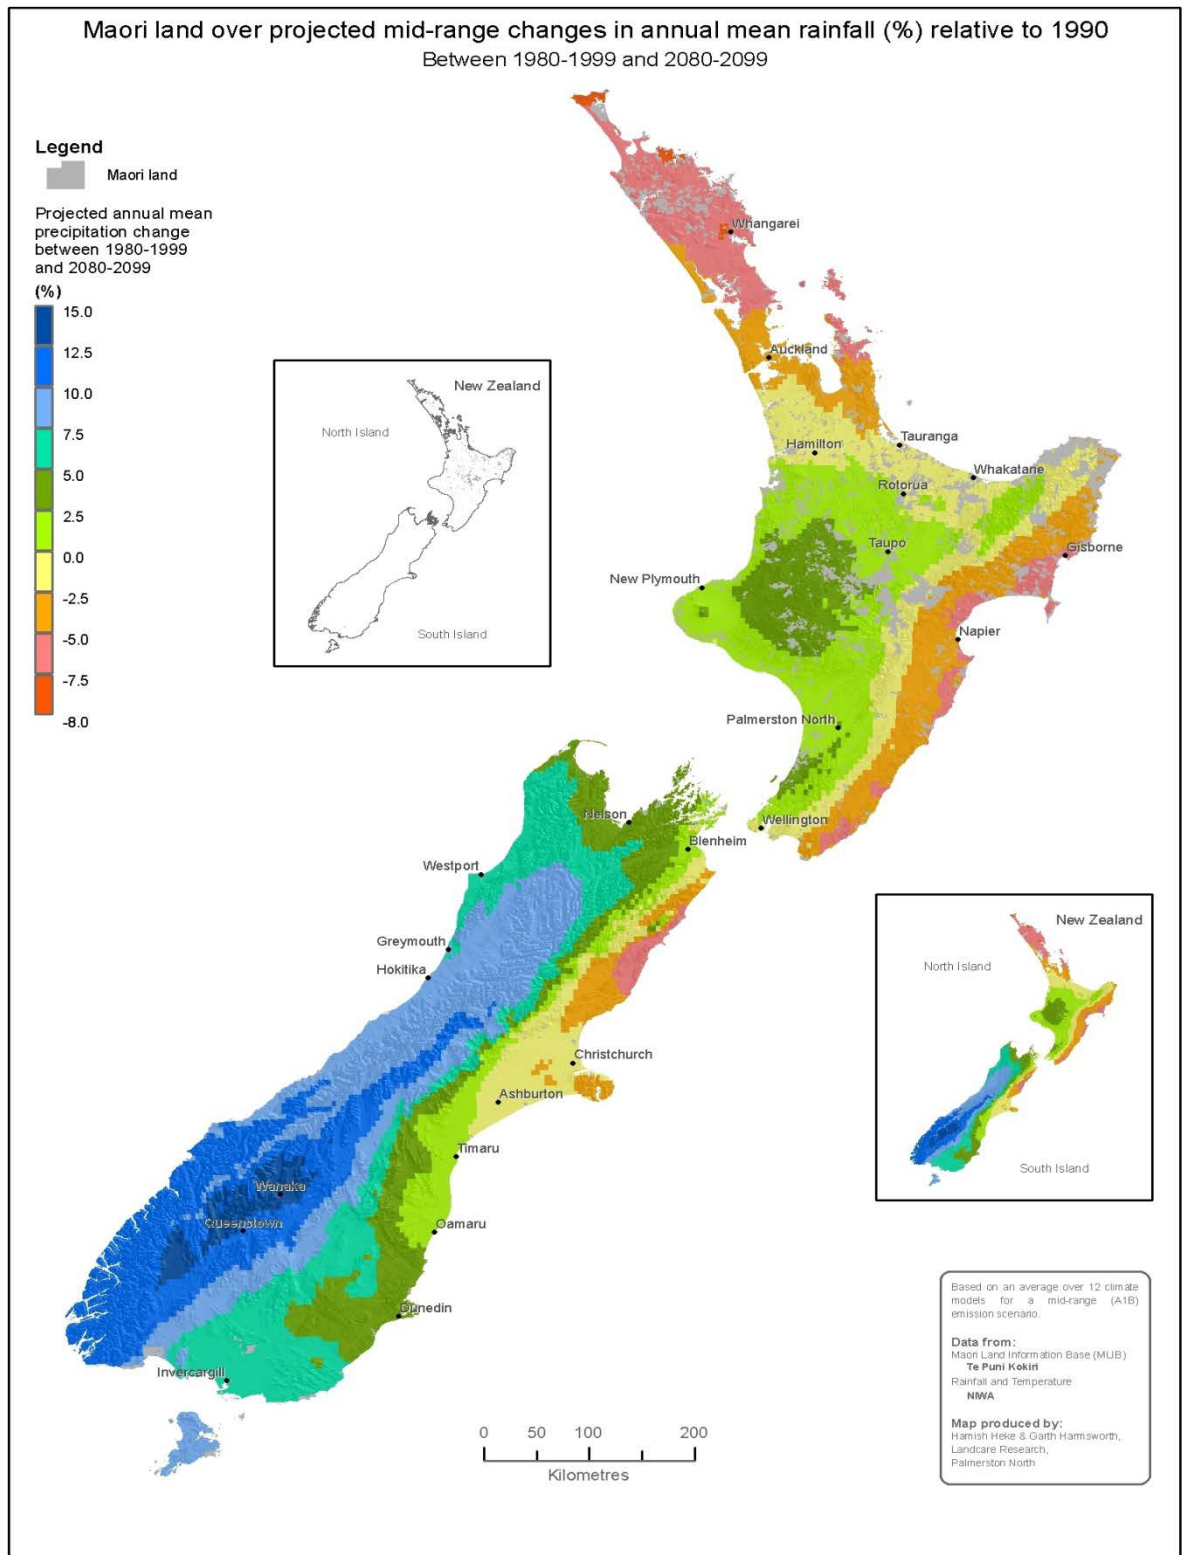 Maori land over projected mid-range changes in annual mean rainfall (%) relative to 1990
Between 1980-1999 and 2080-2099
Legend
Maori land
Projected annual mean
precipitation change
between 1980-1999
and 2080-2099
(%)
15.0
12.5
10.0
7.5
5.0
2.5
0.0
-2.5
-5.0
-7.5
-8.0
New Zealand
North Island
South Island
Whangarei
Auckland
Hamilton
Tauranga
Whakatane
Rotorua
Taupo
Gisborne
New Plymouth
Napier
Palmerston North
Wellington
Nelson
Blenheim
Westport
Greymouth
Hokitika
Christchurch
Ashburton
Timaru
Wanaka
Queenstown
Oamaru
Dunedin
Invercargill
New Zealand
North Island
South Island
0 50 100 200
Kilometres
Based on an average over 12 climate
models for a mid-range (A1B)
emission scenario.
Data from:
Maori Land Information Base (MLIB)
Te Puni Kokiri
Rainfall and Temperature
NIWA
Map produced by:
Hamish Heke & Garth Harmsworth,
Landcare Research,
Palmerston North